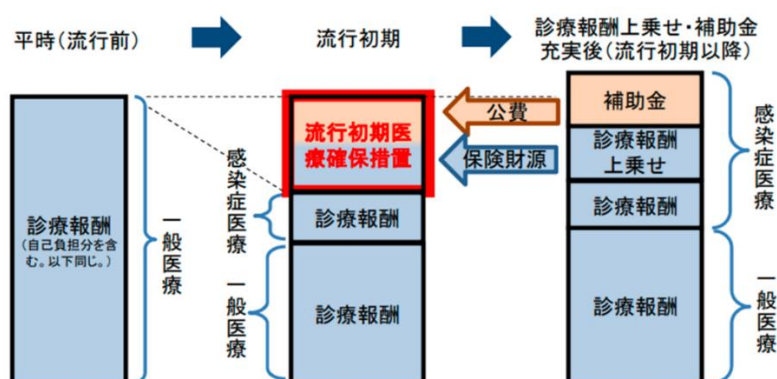 平時(流行前)
流行初期
診療報酬上乗せ・補助金
充実後(流行初期以降)
診療報酬
(自己負担分を含
む。以下同じ。)
一般医療
流行初期医
療確保措置
診療報酬
診療報酬
感染症医療
一般医療
公費
保険財源
補助金
診療報酬
上乗せ
診療報酬
診療報酬
感染症医療
一般医療